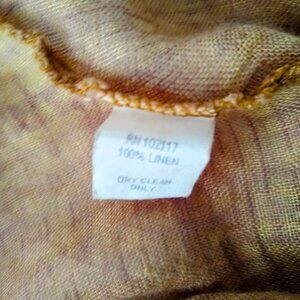 RN 102117
100% LINEN
DRY CLEAN
ONLY